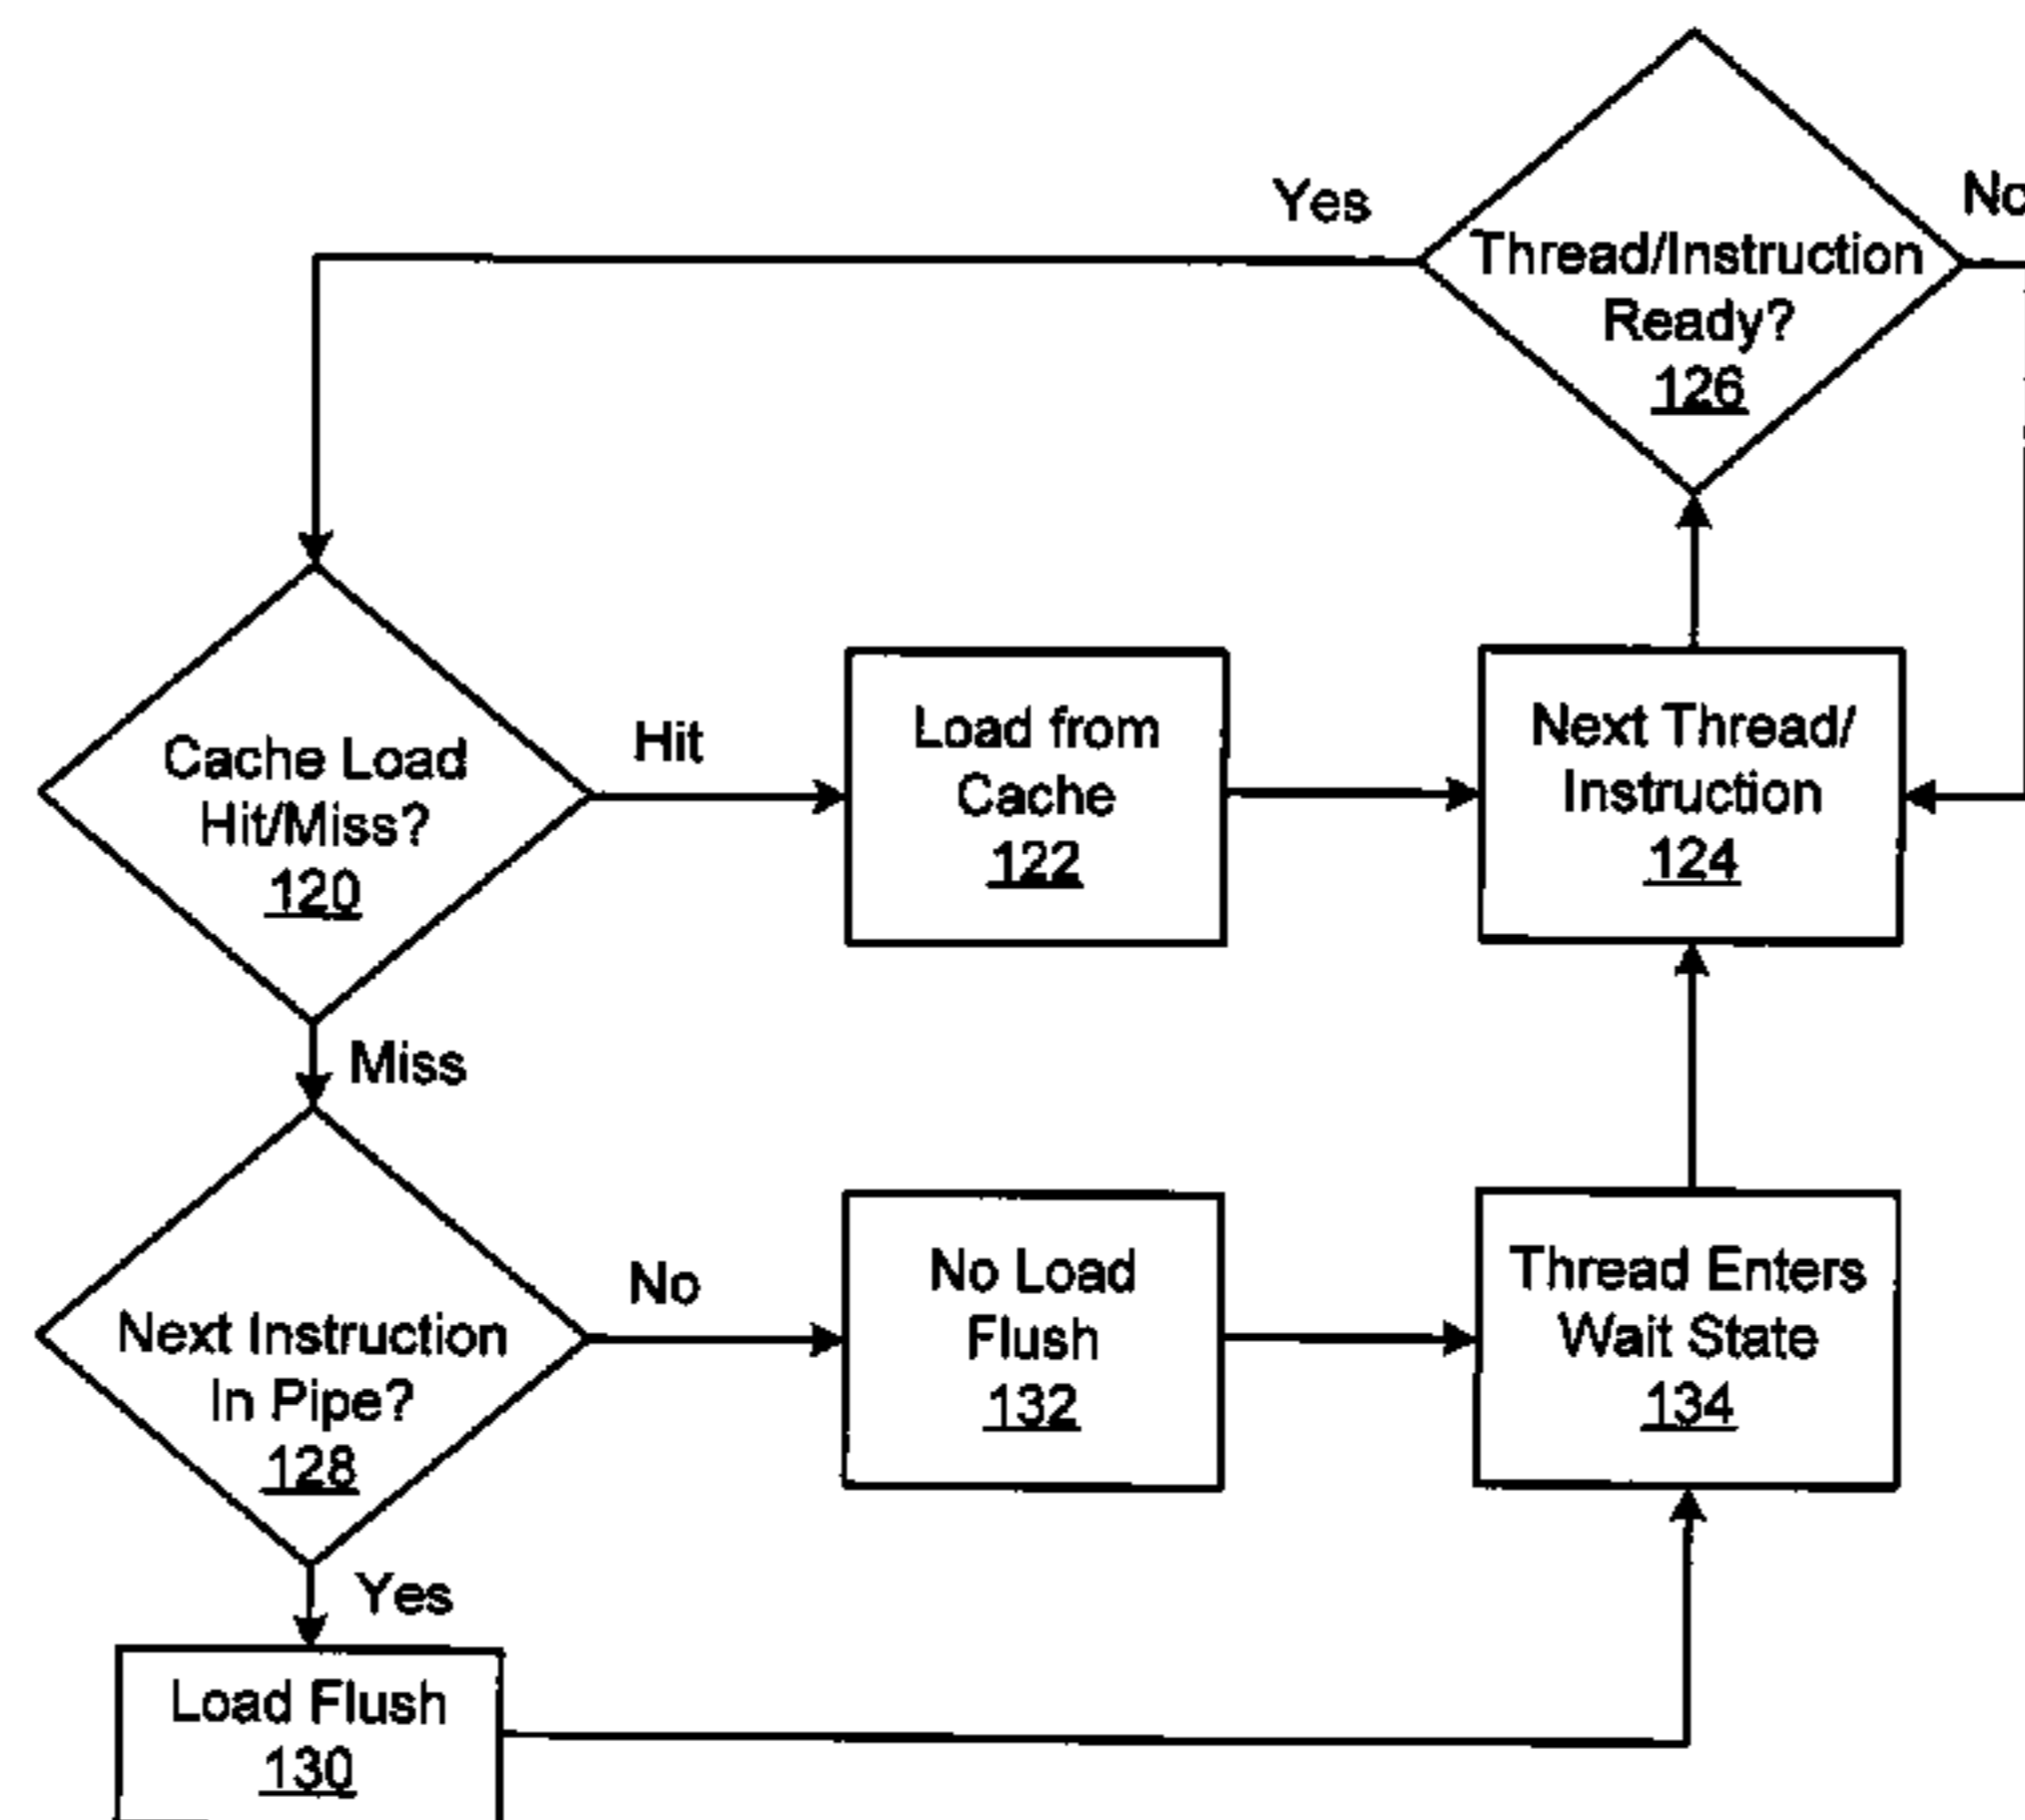 Yes
No
Thread/Instruction
Ready?
126
Cache Load
Hit/Miss?
120
Hit
Load from
Cache
122
Next Thread/
Instruction
124
Miss
Next Instruction
In Pipe?
128
No
No Load
Flush
132
Thread Enters
Wait State
134
Yes
Load Flush
130